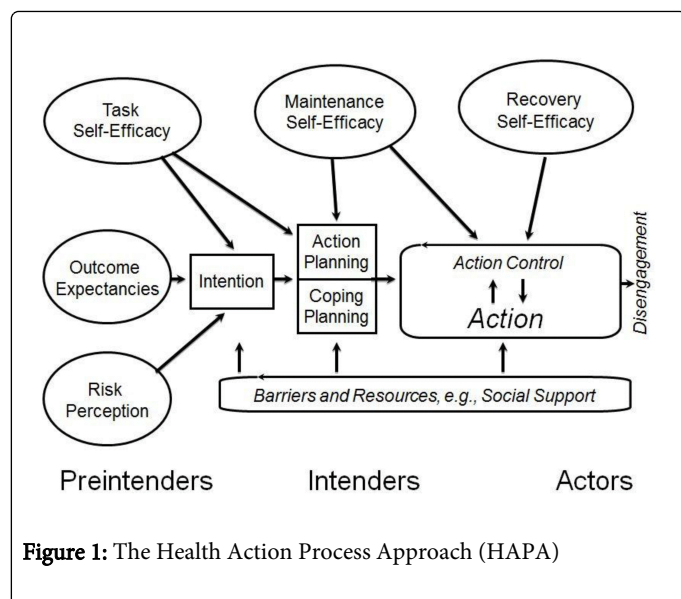 Task
Self-Efficacy
Maintenance
Self-Efficacy
Recovery
Self-Efficacy
Outcome
Expectancies
Intention
Action
Planning
Coping
Planning
Action Control
Action
Disengagement
Risk
Perception
Barriers and Resources, e.g., Social Support
Preintenders
Intenders
Actors
Figure 1: The Health Action Process Approach (HAPA)